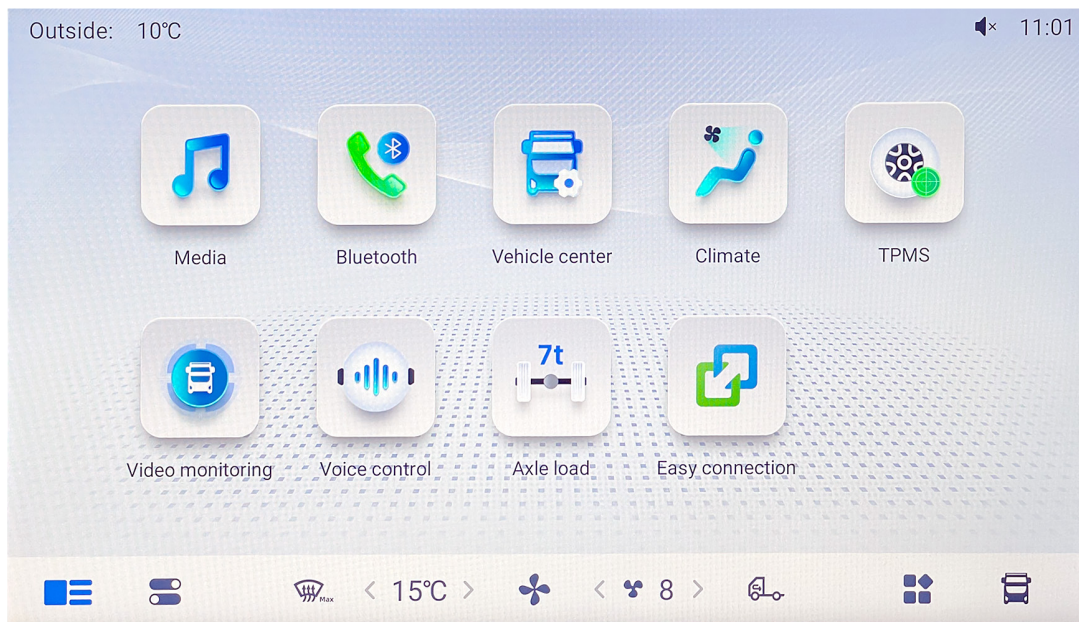 Outside: 10℃ 11:01
Media Bluetooth Vehicle center Climate TPMS
7t
Video monitoring Voice control Axle load Easy connection
Max 15℃ 8